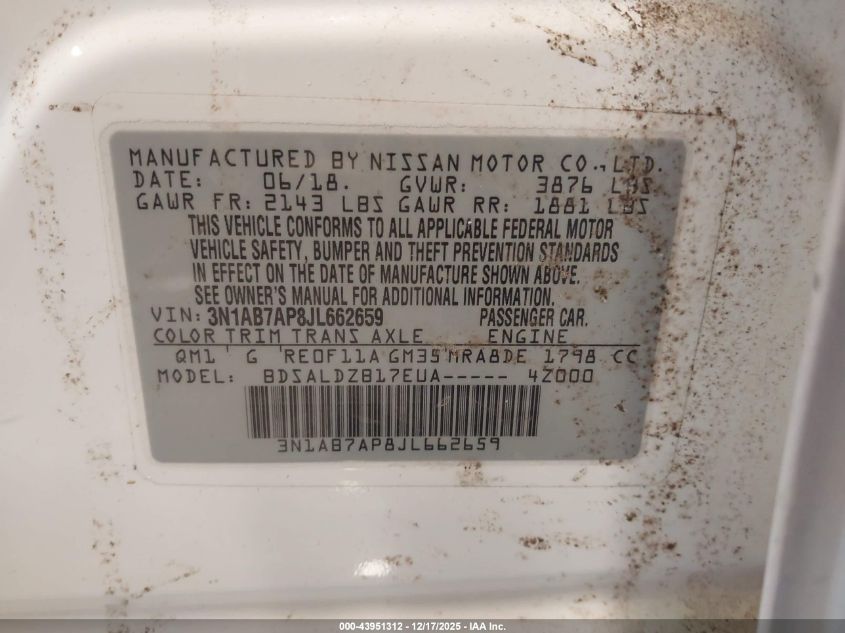 MANUFACTURED BY NISSAN MOTOR CO., LTD.
DATE: 06/18. GVWR: 3876 LBS
GAWR FR: 2143 LBS GAWR RR: 1881 LBS
THIS VEHICLE CONFORMS TO ALL APPLICABLE FEDERAL MOTOR
VEHICLE SAFETY, BUMPER AND THEFT PREVENTION STANDARDS
IN EFFECT ON THE DATE OF MANUFACTURE SHOWN ABOVE.
SEE OWNER'S MANUAL FOR ADDITIONAL INFORMATION.
VIN: 3N1AB7AP8JL662659 PASSENGER CAR.
COLOR TRIM TRANS AXLE ENGINE
QM1 G RE0F11A GM35 MRA8DE 1798 CC
MODEL: BDSALDZB17EUA----- 4Z000
3N1AB7AP8JL662659
000-43951312 - 12/17/2025 - IAA Inc.